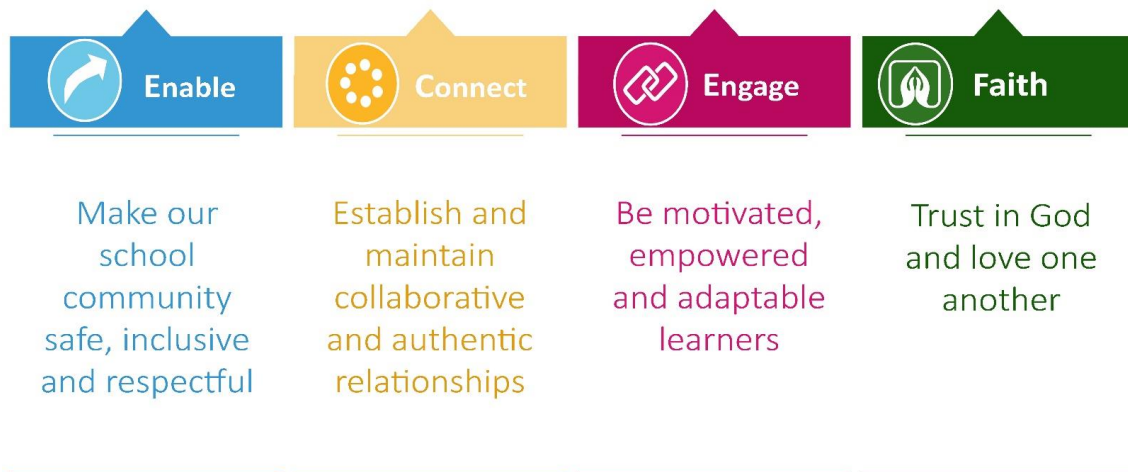 Enable
Make our
school
community
safe, inclusive
and respectful
Connect
Establish and
maintain
collaborative
and authentic
relationships
Engage
Be motivated,
empowered
and adaptable
learners
Faith
Trust in God
and love one
another